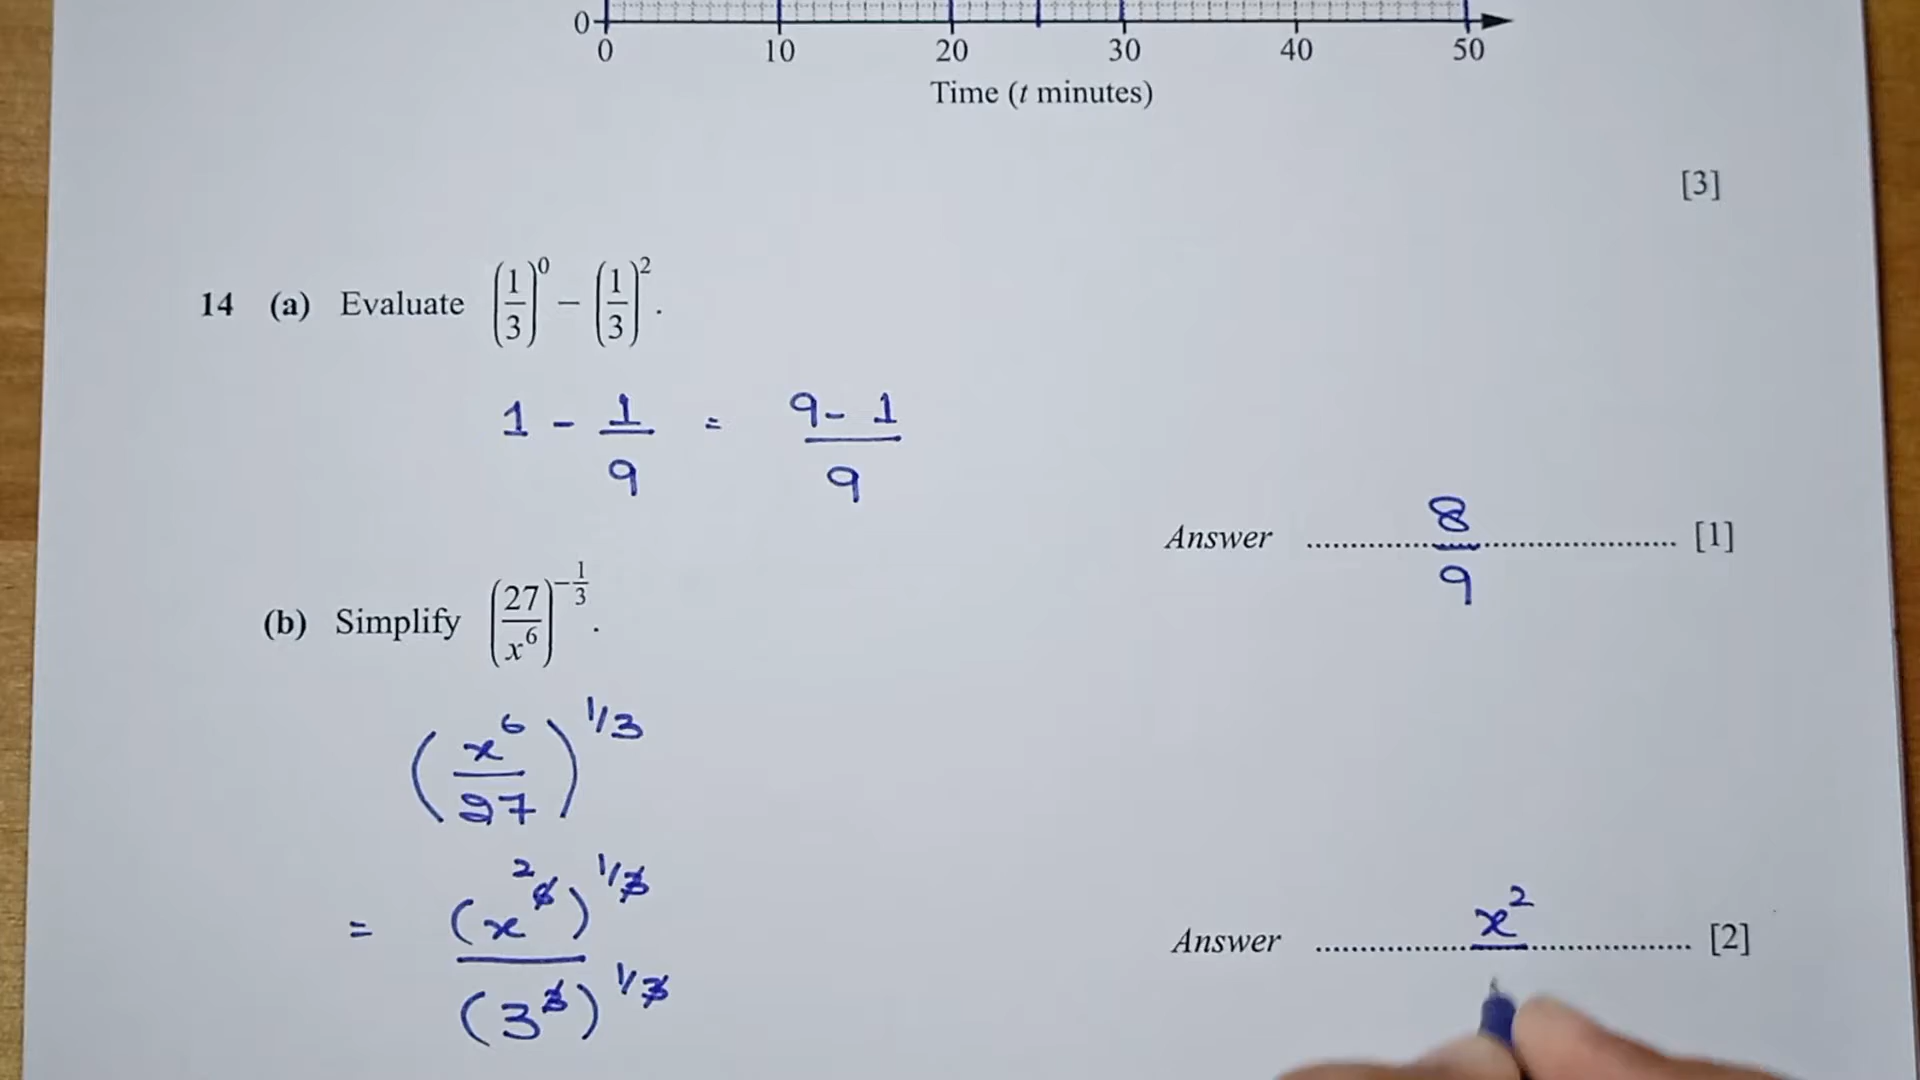 0
0 10 20 30 40 50
Time (t minutes)
[3]
14 (a) Evaluate (1/3)^0 − (1/3)^2.
1 - 1/9 = (9-1)/9
Answer ........ 8/9 ........ [1]
(b) Simplify (27/x^6)^(−1/3).
(x^6/27)^(1/3)
= (x^6)^(1/3) 2 / (3^3)^(1/3)
Answer ........ x^2 ........ [2]